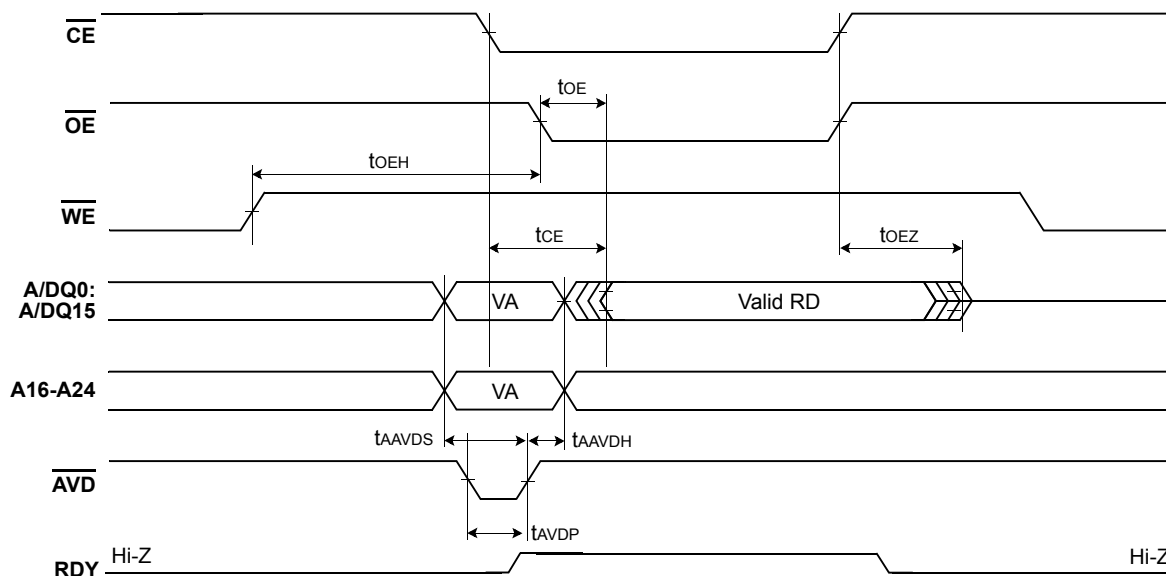 CE
tOE
OE
tOEH
WE
tCE
tOEZ
A/DQ0:
A/DQ15
VA
Valid RD
A16-A24
VA
tAAVDS
tAAVDH
AVD
tAVDP
Hi-Z
Hi-Z
RDY